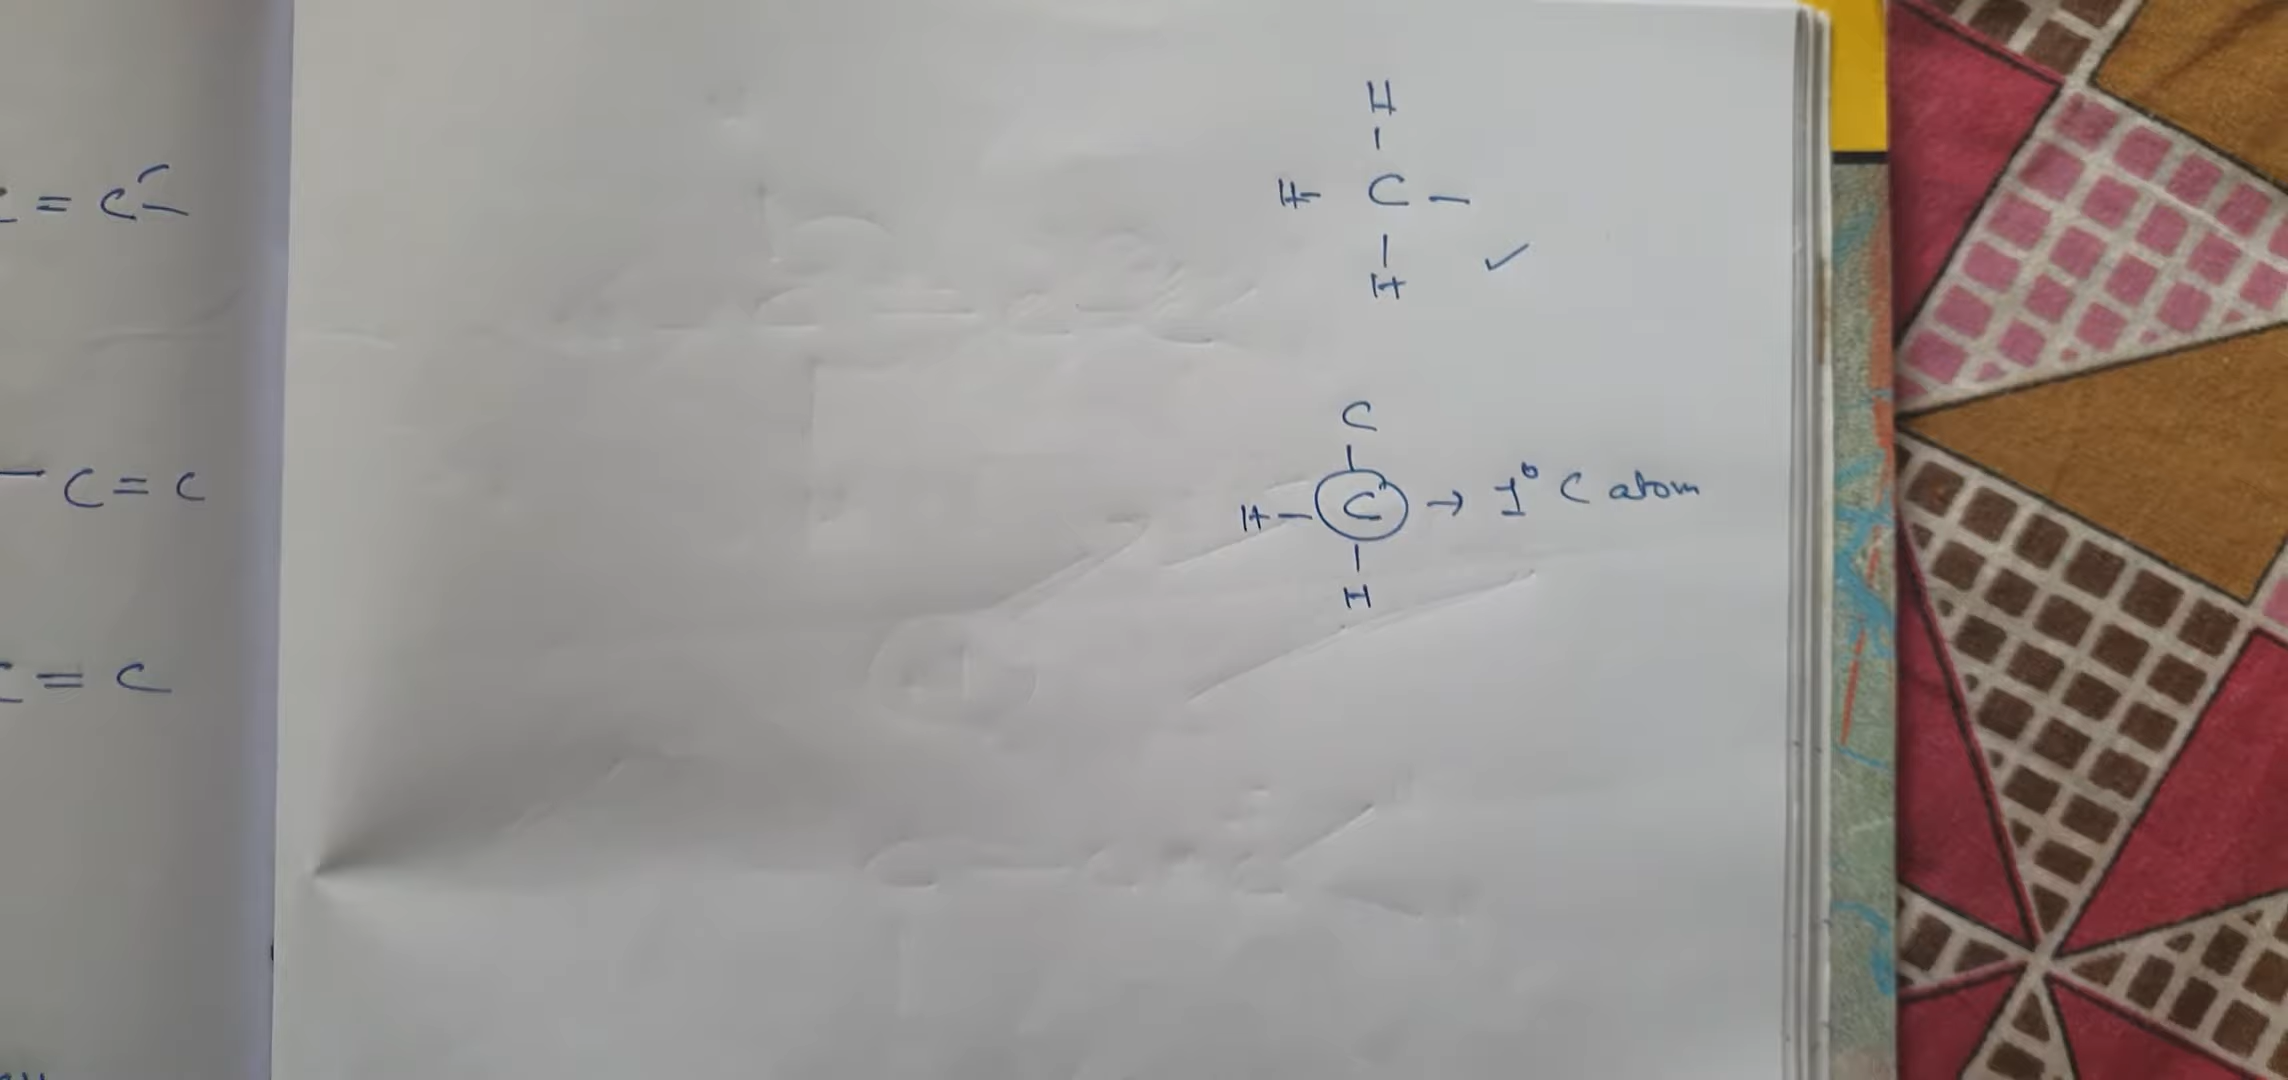 = c
- C = C
= C
H
H- C -
H
C
H- C → 1° C atom
H